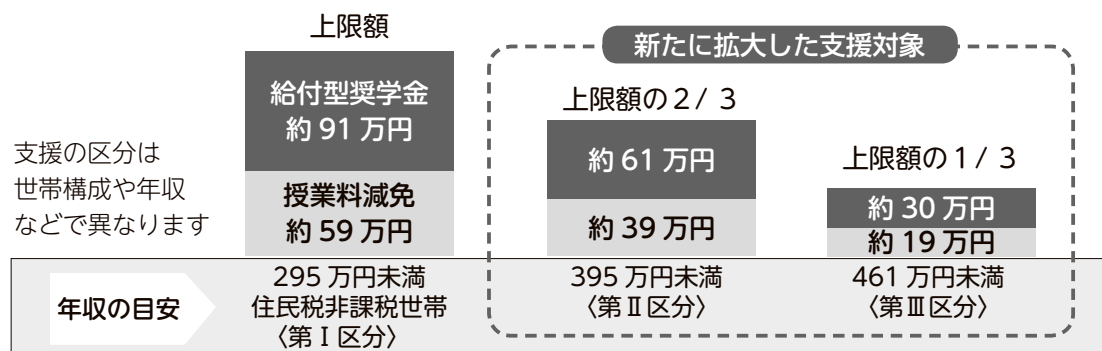 上限額
給付型奨学金
約 91 万円
授業料減免
約 59 万円
新たに拡大した支援対象
上限額の2/ 3
約 61 万円
約 39 万円
上限額の1/ 3
約 30 万円
約 19 万円
支援の区分は
世帯構成や年収
などで異なります
年収の目安
295 万円未満
住民税非課税世帯
〈第Ⅰ区分〉
395 万円未満
〈第Ⅱ区分〉
461 万円未満
〈第Ⅲ区分〉